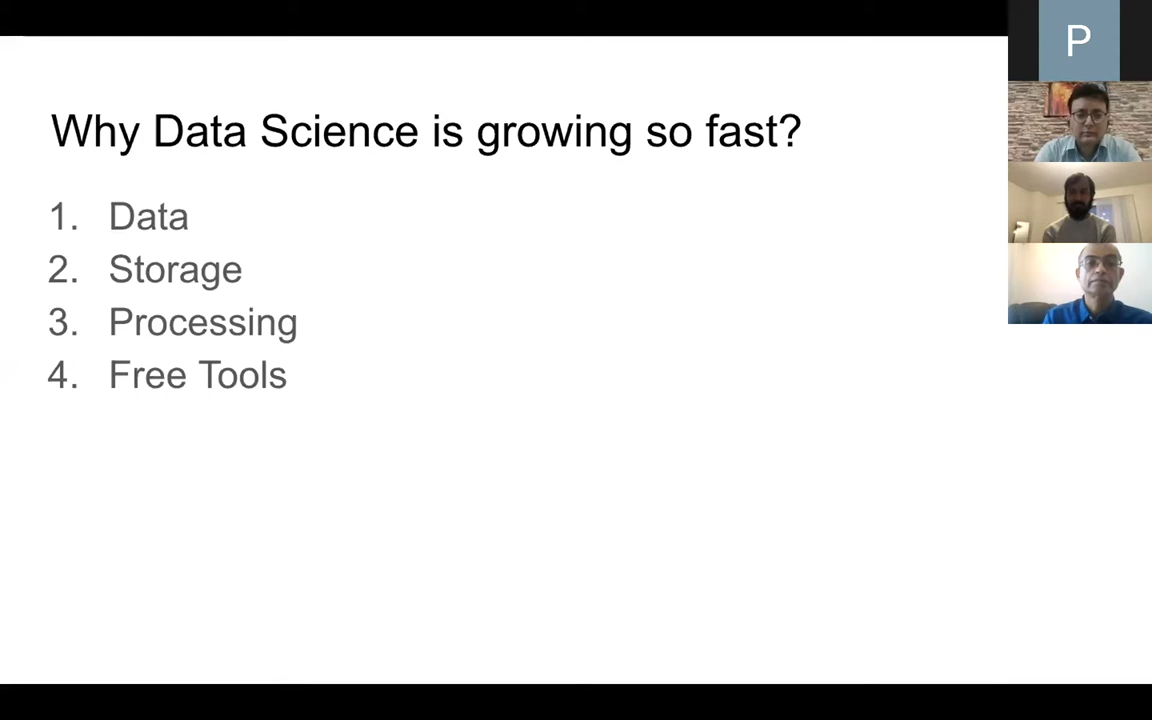 Why Data Science is growing so fast?
1. Data
2. Storage
3. Processing
4. Free Tools
P